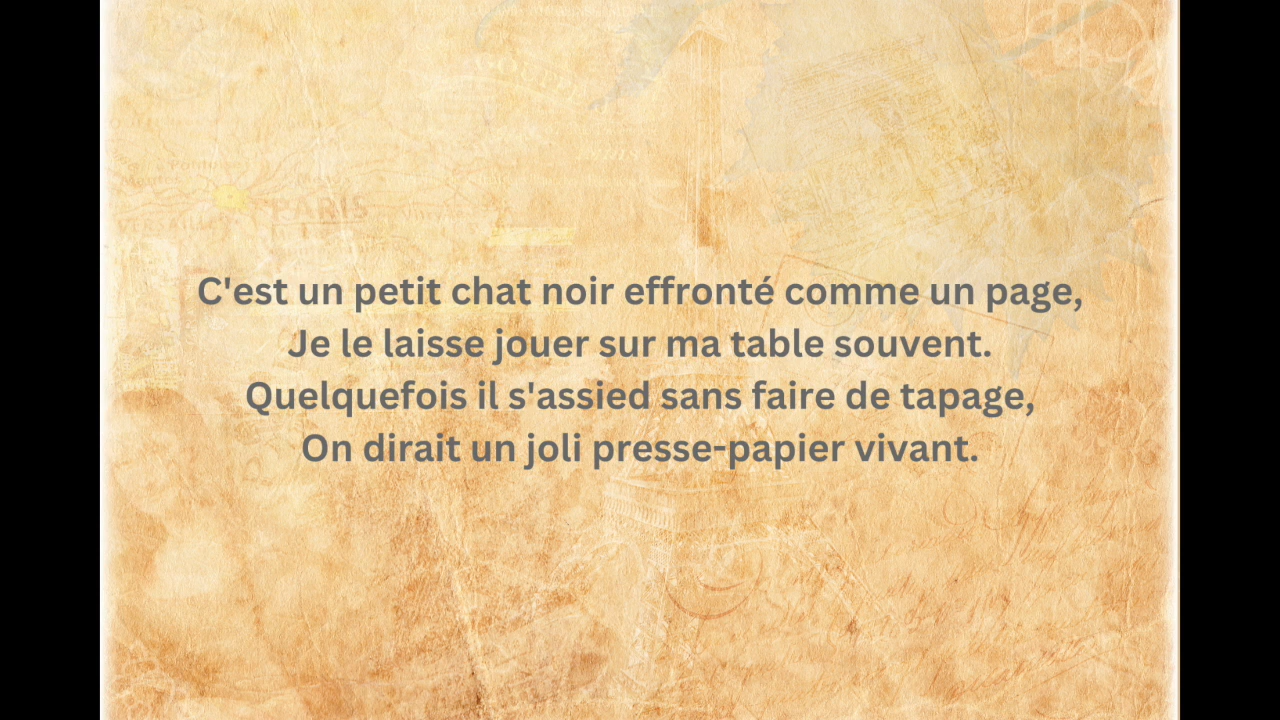 PARIS
C'est un petit chat noir effronté comme un page,
Je le laisse jouer sur ma table souvent.
Quelquefois il s'assied sans faire de tapage,
On dirait un joli presse-papier vivant.